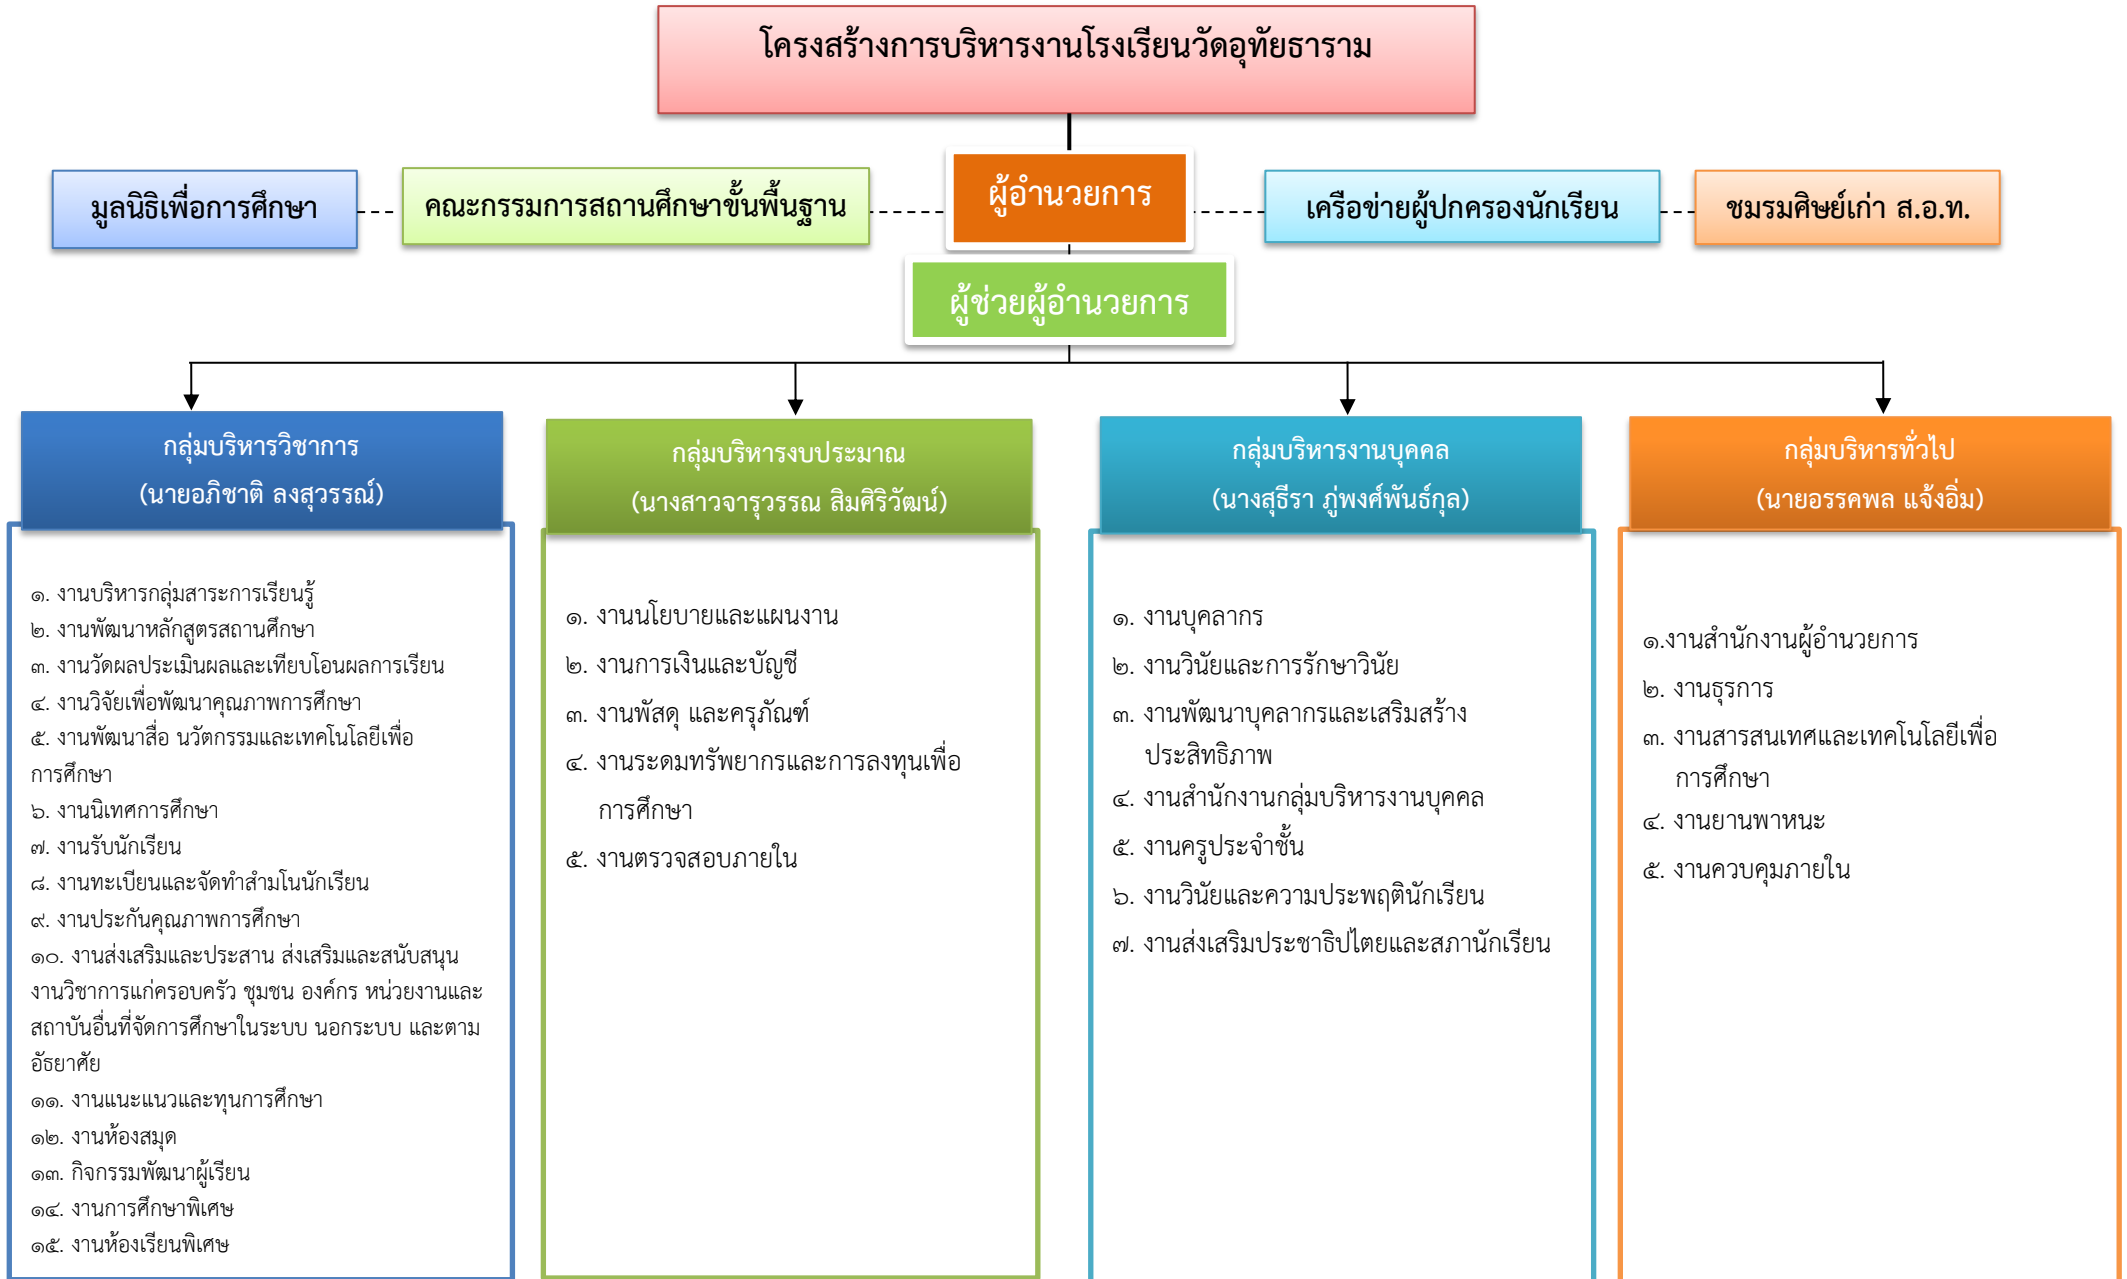 โครงสร้างการบริหารงานโรงเรียนวัดอุทัยธาราม
มูลนิธิเพื่อการศึกษา
คณะกรรมการสถานศึกษาขั้นพื้นฐาน
ผู้อำนวยการ
เครือข่ายผู้ปกครองนักเรียน
ชมรมศิษย์เก่า ส.อ.ท.
ผู้ช่วยผู้อำนวยการ
กลุ่มบริหารวิชาการ
(นายอภิชาติ ลงสุวรรณ์)
๑. งานบริหารกลุ่มสาระการเรียนรู้
๒. งานพัฒนาหลักสูตรสถานศึกษา
๓. งานวัดผลประเมินผลและเทียบโอนผลการเรียน
๔. งานวิจัยเพื่อพัฒนาคุณภาพการศึกษา
๕. งานพัฒนาสื่อ นวัตกรรมและเทคโนโลยีเพื่อ
การศึกษา
๖. งานนิเทศการศึกษา
๗. งานรับนักเรียน
๘. งานทะเบียนและจัดทำสำมโนนักเรียน
๙. งานประกันคุณภาพการศึกษา
๑๐. งานส่งเสริมและประสาน ส่งเสริมและสนับสนุน
งานวิชาการแก่ครอบครัว ชุมชน องค์กร หน่วยงานและ
สถาบันอื่นที่จัดการศึกษาในระบบ นอกระบบ และตาม
อัธยาศัย
๑๑. งานแนะแนวและทุนการศึกษา
๑๒. งานห้องสมุด
๑๓. กิจกรรมพัฒนาผู้เรียน
๑๔. งานการศึกษาพิเศษ
๑๕. งานห้องเรียนพิเศษ
กลุ่มบริหารงบประมาณ
(นางสาวจารุวรรณ สิมศิริวัฒน์)
๑. งานนโยบายและแผนงาน
๒. งานการเงินและบัญชี
๓. งานพัสดุ และครุภัณฑ์
๔. งานระดมทรัพยากรและการลงทุนเพื่อ
การศึกษา
๕. งานตรวจสอบภายใน
กลุ่มบริหารงานบุคคล
(นางสุธีรา ภู่พงศ์พันธ์กุล)
๑. งานบุคลากร
๒. งานวินัยและการรักษาวินัย
๓. งานพัฒนาบุคลากรและเสริมสร้าง
ประสิทธิภาพ
๔. งานสำนักงานกลุ่มบริหารงานบุคคล
๕. งานครูประจำชั้น
๖. งานวินัยและความประพฤตินักเรียน
๗. งานส่งเสริมประชาธิปไตยและสภานักเรียน
กลุ่มบริหารทั่วไป
(นายอรรคพล แจ้งอิ่ม)
๑.งานสำนักงานผู้อำนวยการ
๒. งานธุรการ
๓. งานสารสนเทศและเทคโนโลยีเพื่อ
การศึกษา
๔. งานยานพาหนะ
๕. งานควบคุมภายใน